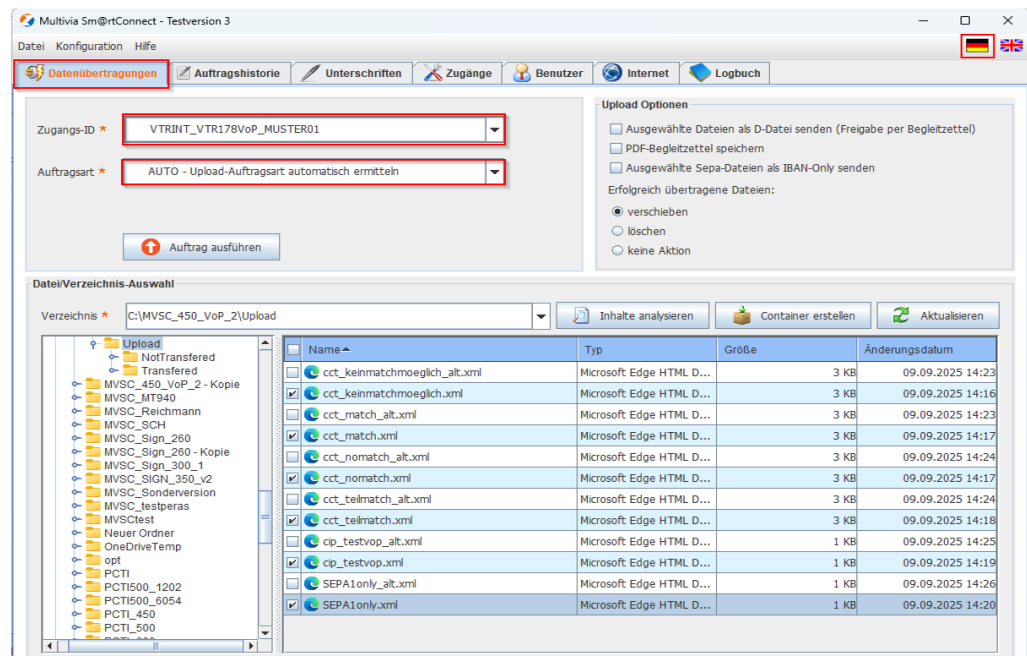 Multivia Sm@rtConnect - Testversion 3
Datei Konfiguration Hilfe
Datenübertragungen Auftragshistorie Unterschriften Zugänge Benutzer Internet Logbuch
Zugangs-ID * VTRINT_VTR178VoP_MUSTER01
Auftragsart * AUTO - Upload-Auftragsart automatisch ermitteln
Auftrag ausführen
Upload Optionen
Ausgewählte Dateien als D-Datei senden (Freigabe per Begleitzettel)
PDF-Begleitzettel speichern
Ausgewählte Sepa-Dateien als IBAN-Only senden
Erfolgreich übertragene Dateien:
verschieben
löschen
keine Aktion
Datei/Verzeichnis-Auswahl
Verzeichnis * C:\MVSC_450_VoP_2\Upload Inhalte analysieren Container erstellen Aktualisieren
Upload
NotTransfered
Transfered
MVSC_450_VoP_2 - Kopie
MVSC_MT940
MVSC_Reichmann
MVSC_SCH
MVSC_Sign_260
MVSC_Sign_260 - Kopie
MVSC_Sign_300_1
MVSC_SIGN_350_v2
MVSC_Sonderversion
MVSC_testperas
MVSCtest
Neuer Ordner
OneDriveTemp
opt
PCTI
PCTI500_1202
PCTI500_6054
PCTI_450
PCTI_500
Name Typ Größe Änderungsdatum
cct_keinmatchmoeglich_alt.xml Microsoft Edge HTML D... 3 KB 09.09.2025 14:23
cct_keinmatchmoeglich.xml Microsoft Edge HTML D... 3 KB 09.09.2025 14:16
cct_match_alt.xml Microsoft Edge HTML D... 3 KB 09.09.2025 14:23
cct_match.xml Microsoft Edge HTML D... 3 KB 09.09.2025 14:17
cct_nomatch_alt.xml Microsoft Edge HTML D... 3 KB 09.09.2025 14:24
cct_nomatch.xml Microsoft Edge HTML D... 3 KB 09.09.2025 14:17
cct_teilmatch_alt.xml Microsoft Edge HTML D... 3 KB 09.09.2025 14:24
cct_teilmatch.xml Microsoft Edge HTML D... 3 KB 09.09.2025 14:18
cip_testvop_alt.xml Microsoft Edge HTML D... 1 KB 09.09.2025 14:25
cip_testvop.xml Microsoft Edge HTML D... 1 KB 09.09.2025 14:19
SEPA1only_alt.xml Microsoft Edge HTML D... 1 KB 09.09.2025 14:26
SEPA1only.xml Microsoft Edge HTML D... 1 KB 09.09.2025 14:20